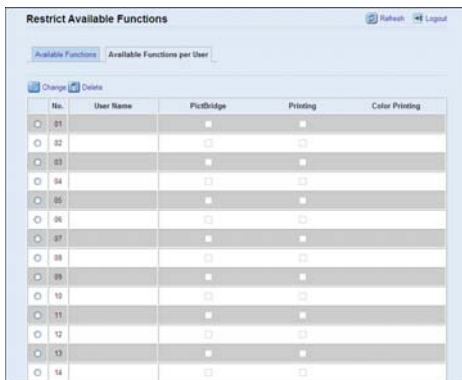 Restrict Available Functions
Refresh Logout
Available Functions Available Functions per User
Change Delete
No. User Name PictBridge Printing Color Printing
01
02
03
04
05
06
07
08
09
10
11
12
13
14